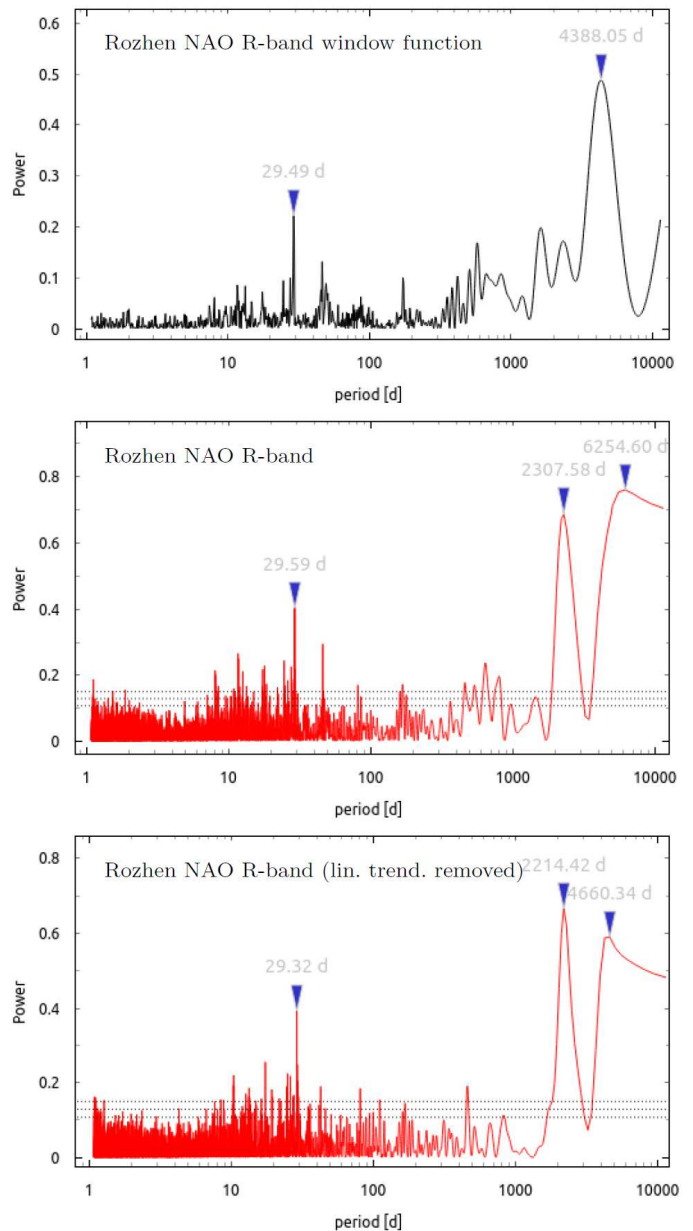 Rozhen NAO R-band window function
4388.05 d
29.49 d
0.6
0.5
0.4
0.3
0.2
0.1
0
Power
1 10 100 1000 10000
period [d]
Rozhen NAO R-band
6254.60 d
2307.58 d
29.59 d
0.8
0.6
0.4
0.2
0
Power
1 10 100 1000 10000
period [d]
Rozhen NAO R-band (lin. trend. removed)
2214.42 d
4660.34 d
29.32 d
0.8
0.6
0.4
0.2
0
Power
1 10 100 1000 10000
period [d]